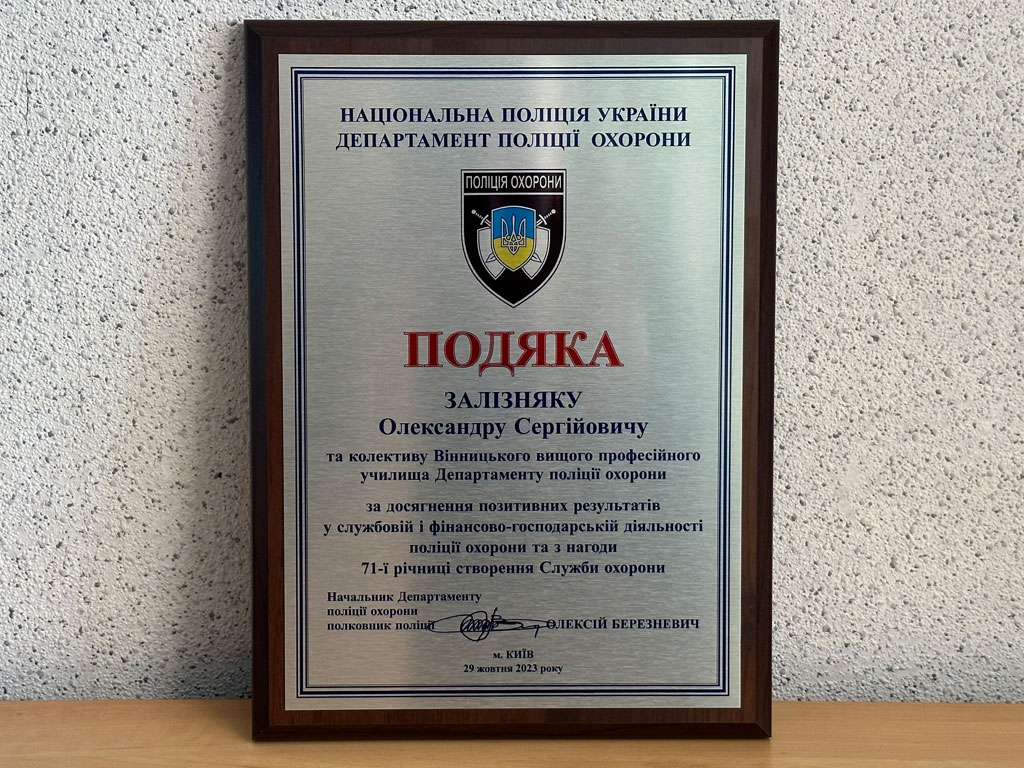 НАЦІОНАЛЬНА ПОЛІЦІЯ УКРАЇНИ
ДЕПАРТАМЕНТ ПОЛІЦІЇ ОХОРОНИ
ПОЛІЦІЯ ОХОРОНИ
ПОДЯКА
ЗАЛІЗНЯКУ
Олександру Сергійовичу
та колективу Вінницького вищого професійного
училища Департаменту поліції охорони
за досягнення позитивних результатів
у службовій і фінансово-господарській діяльності
поліції охорони та з нагоди
71-ї річниці створення Служби охорони
Начальник Департаменту
поліції охорони
полковник поліції ОЛЕКСІЙ БЕРЕЗНЕВИЧ
м. КИЇВ
29 жовтня 2023 року